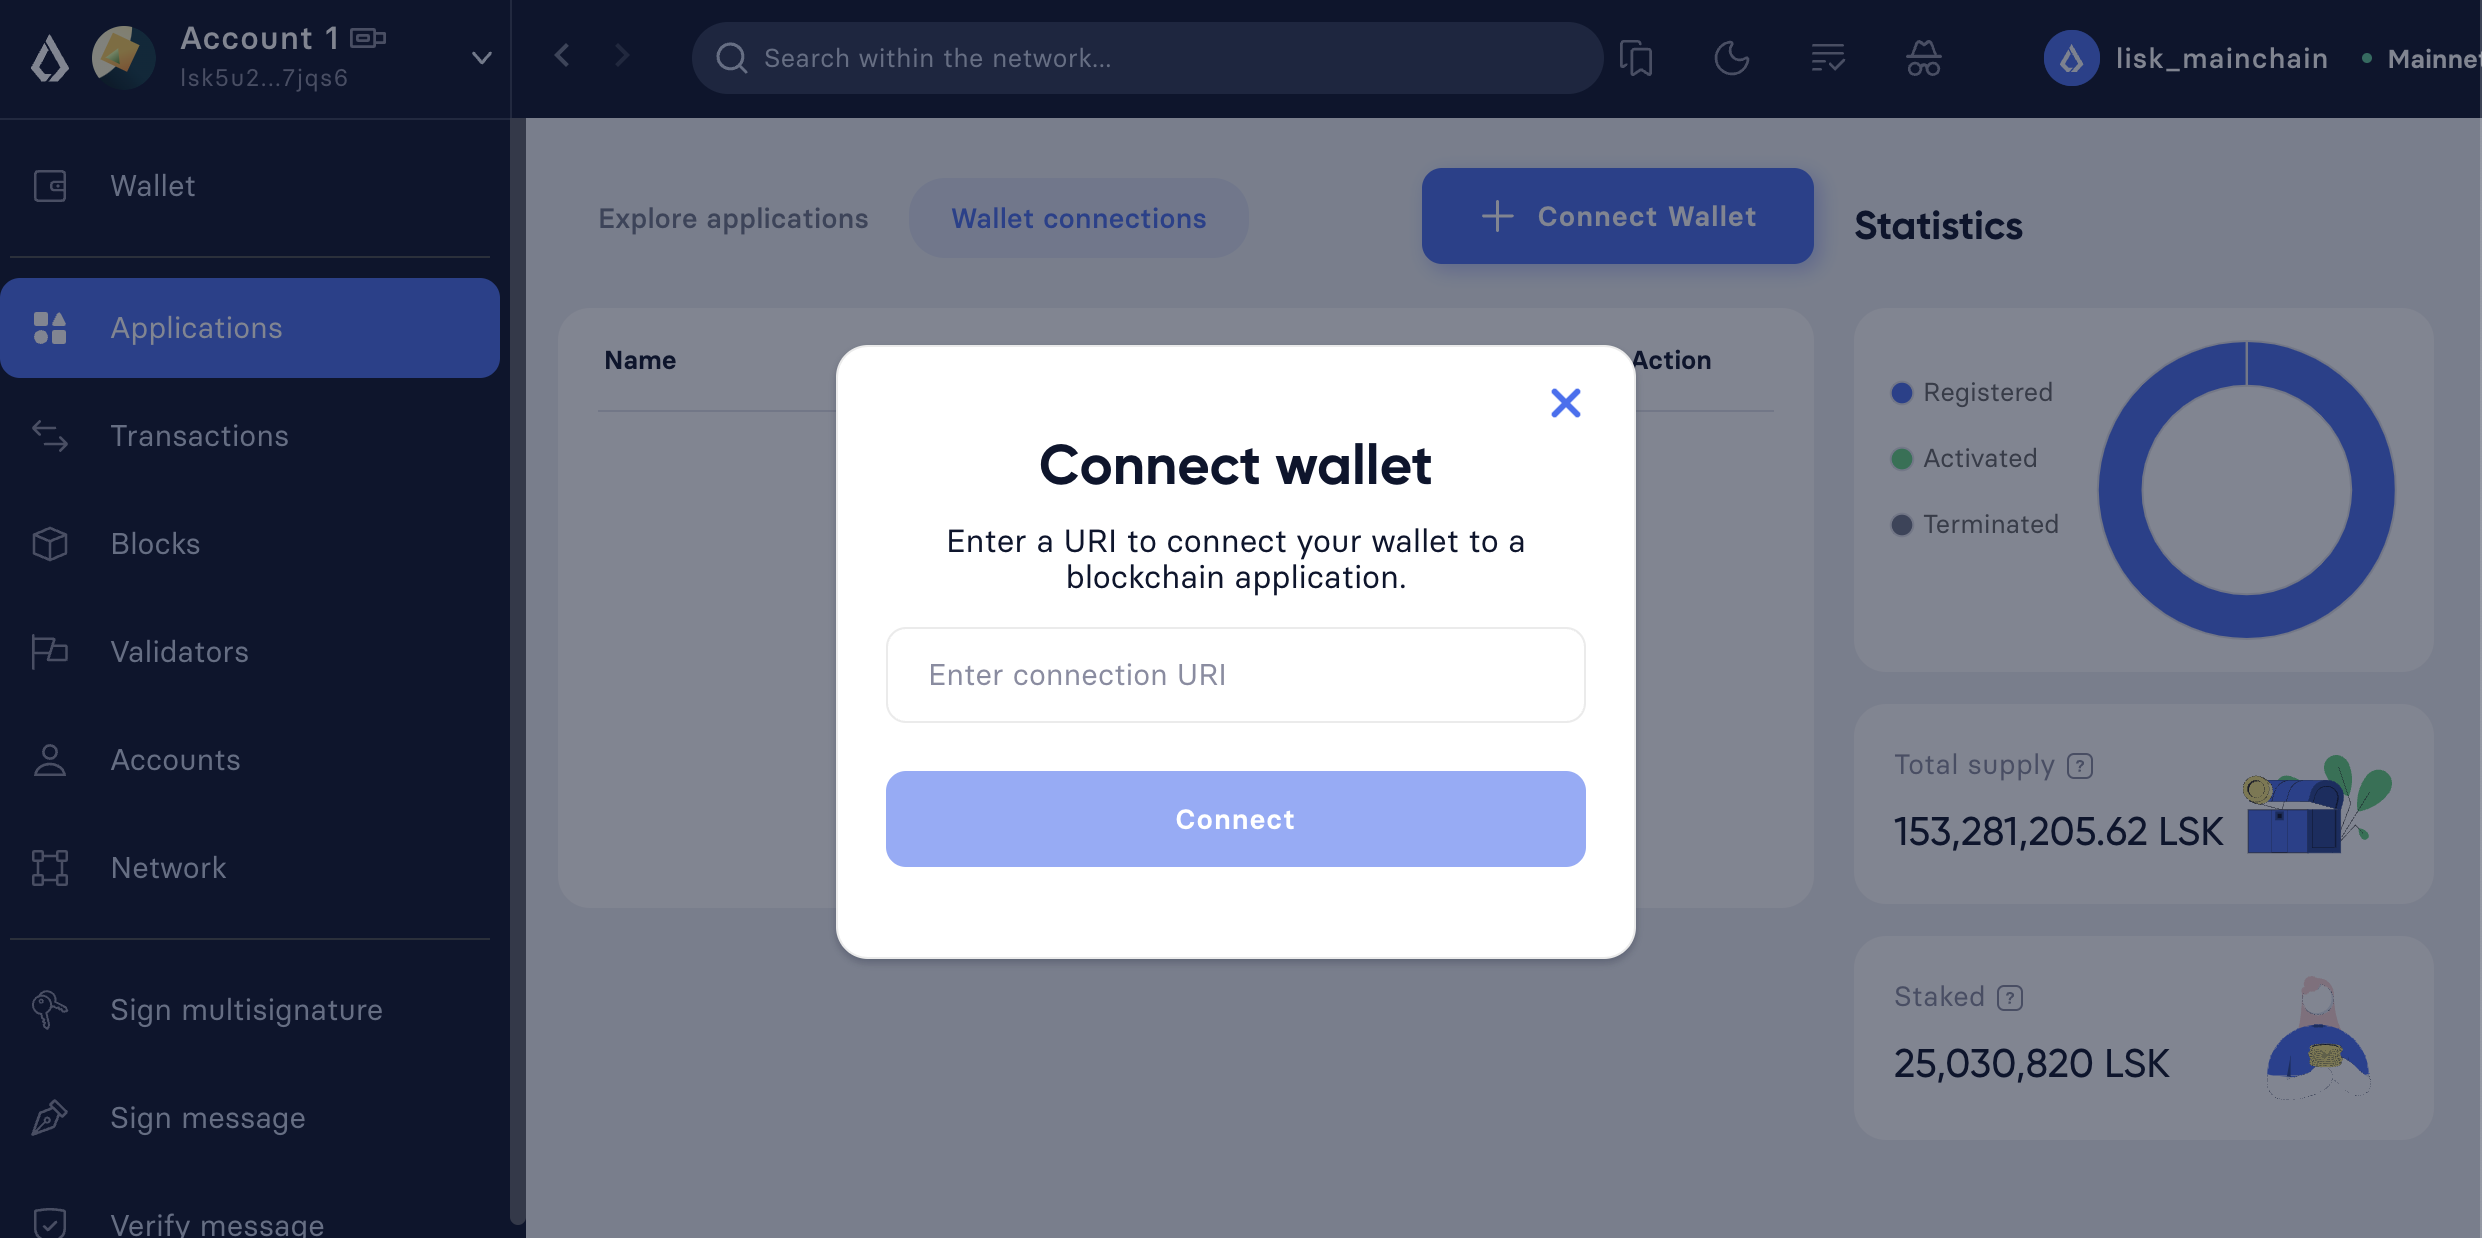 Account 1
lsk5u2...7jqs6
Search within the network...
lisk_mainchain
Wallet
Applications
Transactions
Blocks
Validators
Accounts
Network
Sign multisignature
Sign message
Verify message
Explore applications
Wallet connections
Connect Wallet
Name
Action
Connect wallet
Enter a URI to connect your wallet to a
blockchain application.
Enter connection URI
Connect
Statistics
Registered
Activated
Terminated
Total supply ?
153,281,205.62 LSK
Staked ?
25,030,820 LSK